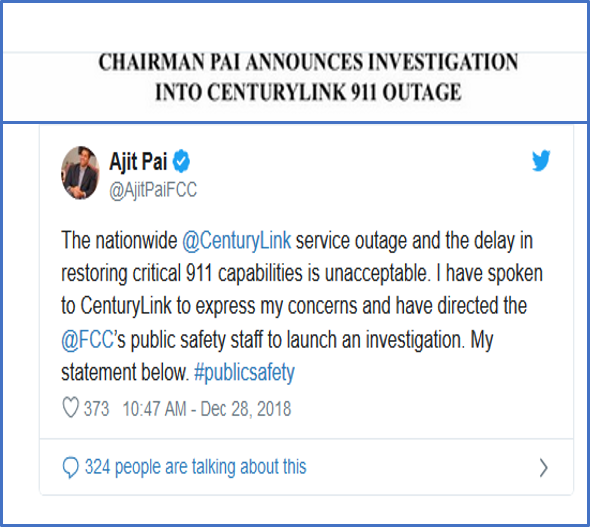 CHAIRMAN PAI ANNOUNCES INVESTIGATION
INTO CENTURYLINK 911 OUTAGE
Ajit Pai
@AjitPaiFCC
The nationwide @CenturyLink service outage and the delay in
restoring critical 911 capabilities is unacceptable. I have spoken
to CenturyLink to express my concerns and have directed the
@FCC's public safety staff to launch an investigation. My
statement below. #publicsafety
373 10:47 AM - Dec 28, 2018
324 people are talking about this